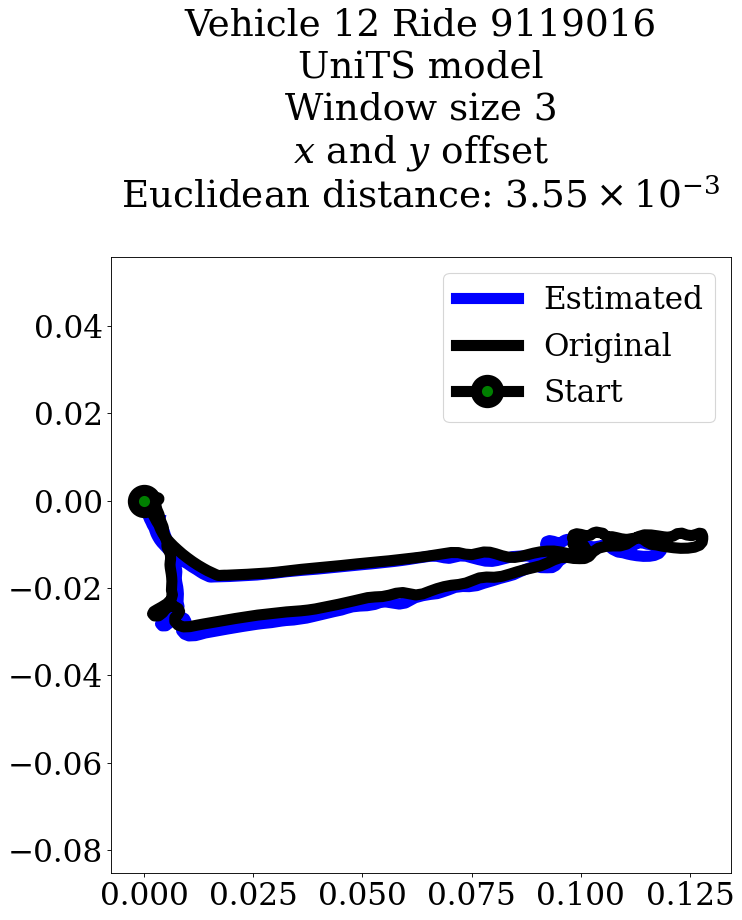 Vehicle 12 Ride 9119016
UniTS model
Window size 3
x and y offset
Euclidean distance: 3.55 × 10⁻³
Estimated
Original
Start
0.04
0.02
0.00
−0.02
−0.04
−0.06
−0.08
0.000 0.025 0.050 0.075 0.100 0.125